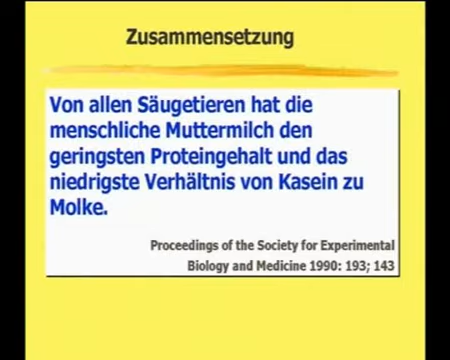 Zusammensetzung
Von allen Säugetieren hat die
menschliche Muttermilch den
geringsten Proteingehalt und das
niedrigste Verhältnis von Kasein zu
Molke.
Proceedings of the Society for Experimental
Biology and Medicine 1990: 193; 143